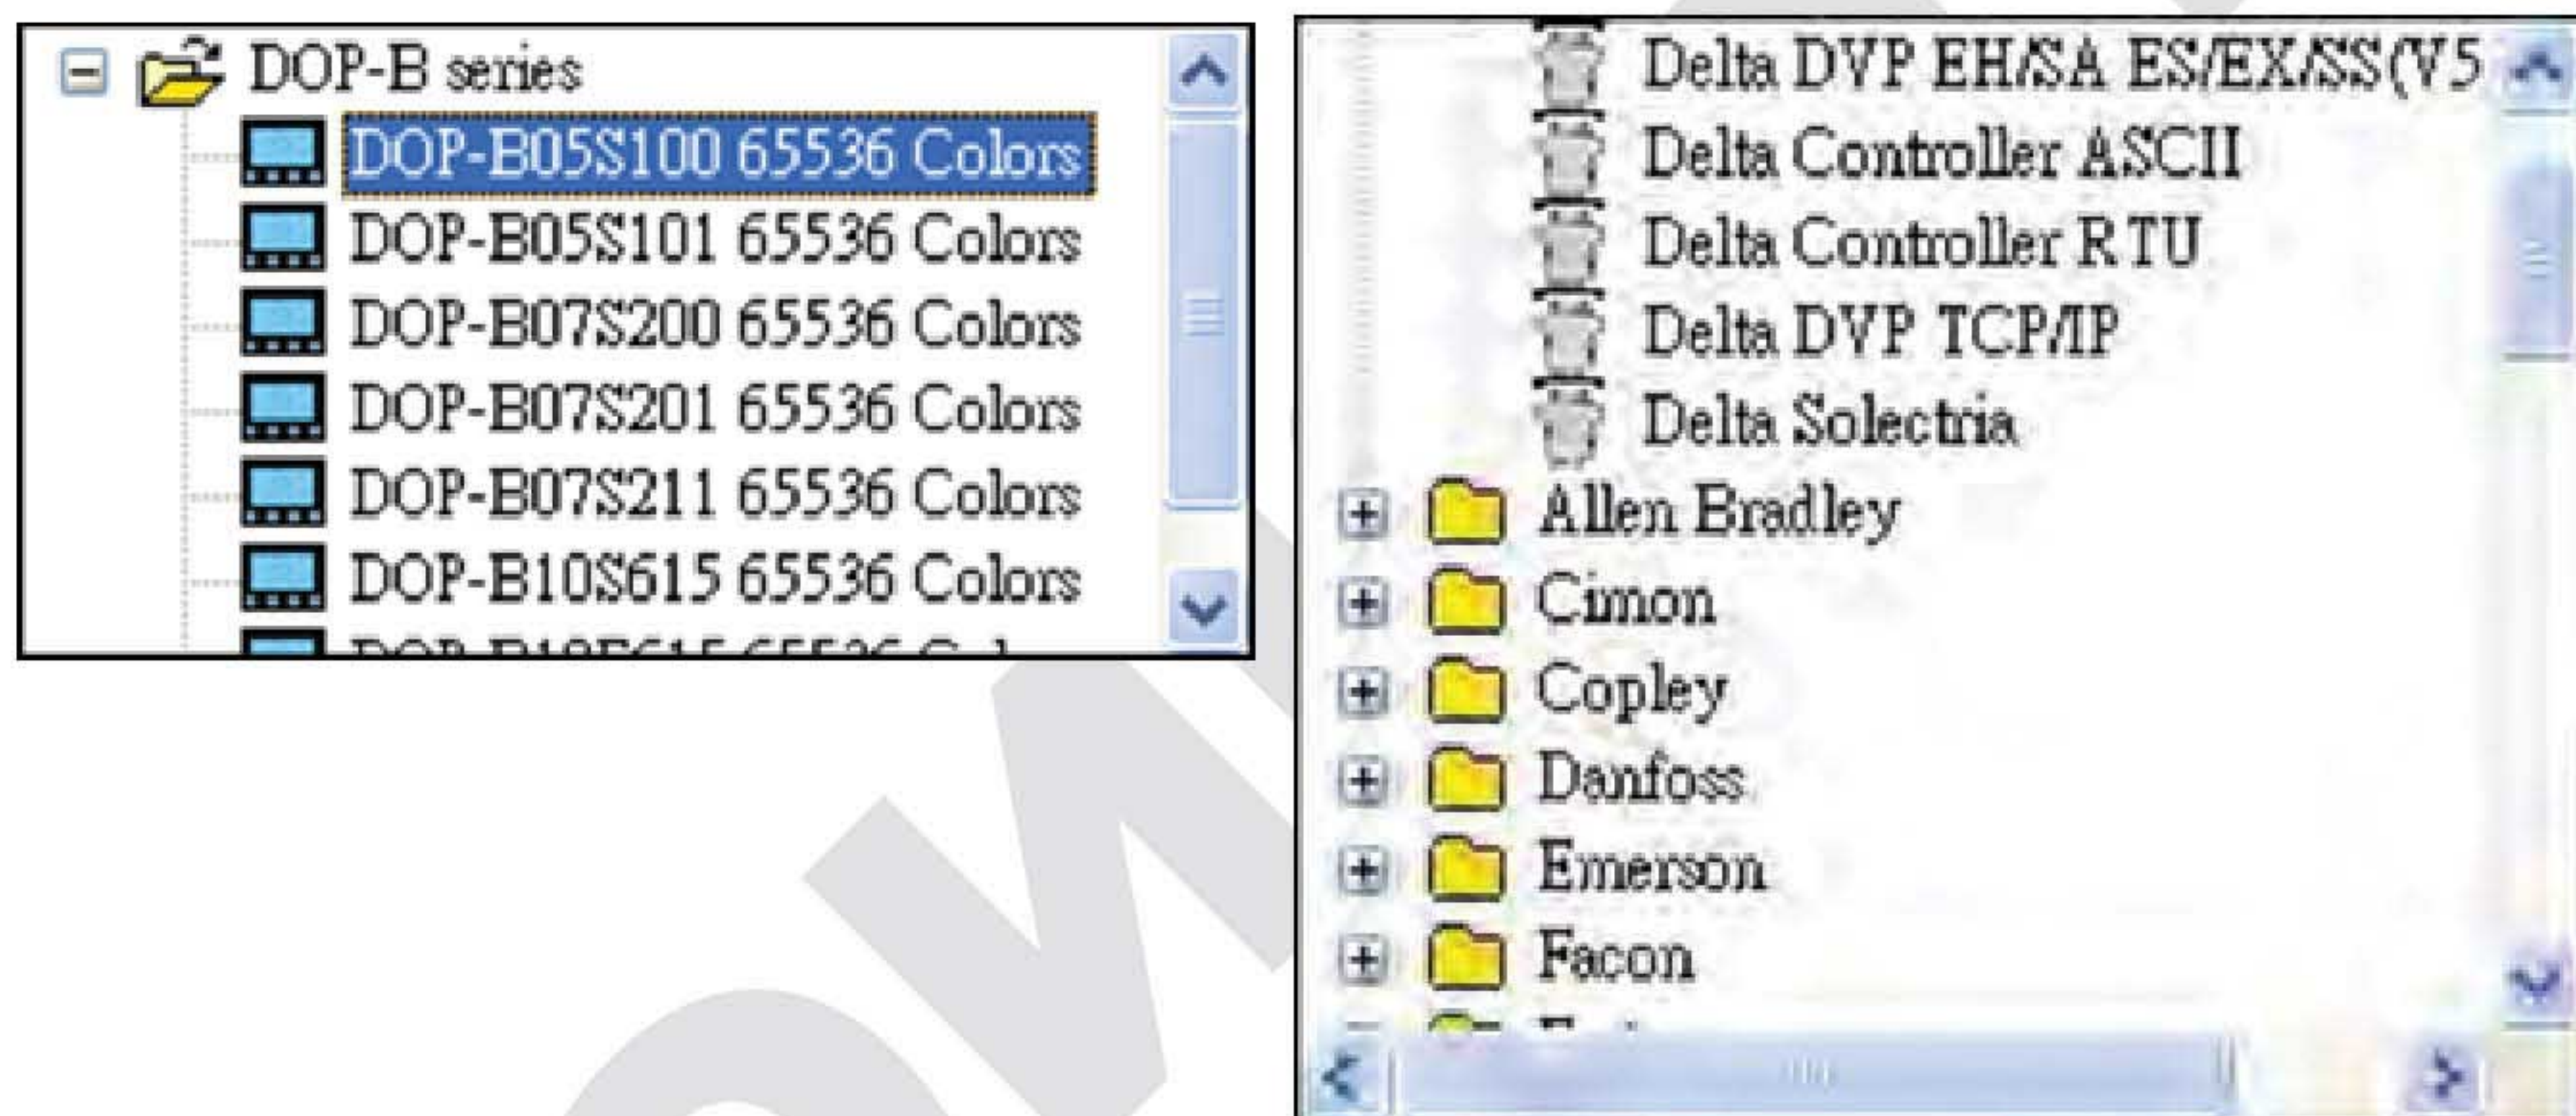 DOP-B series
DOP-B05S100 65536 Colors
DOP-B05S101 65536 Colors
DOP-B07S200 65536 Colors
DOP-B07S201 65536 Colors
DOP-B07S211 65536 Colors
DOP-B10S615 65536 Colors
Delta DVP EH/SA ES/EX/SS(V5
Delta Controller ASCII
Delta Controller RTU
Delta DVP TCP/IP
Delta Solectria
Allen Bradley
Cimon
Copley
Danfoss
Emerson
Facon